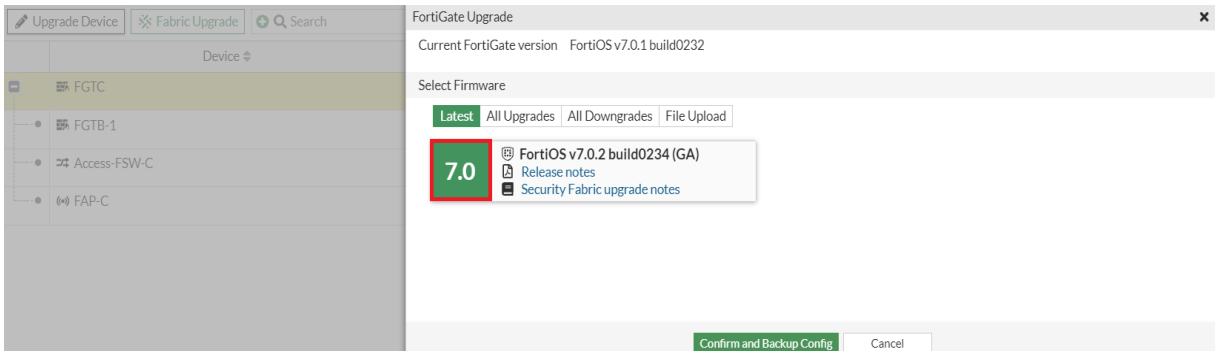 Upgrade Device Fabric Upgrade Search
Device
FGTC
FGTB-1
Access-FSW-C
FAP-C
FortiGate Upgrade
Current FortiGate version FortiOS v7.0.1 build0232
Select Firmware
Latest All Upgrades All Downgrades File Upload
7.0
FortiOS v7.0.2 build0234 (GA)
Release notes
Security Fabric upgrade notes
Confirm and Backup Config Cancel